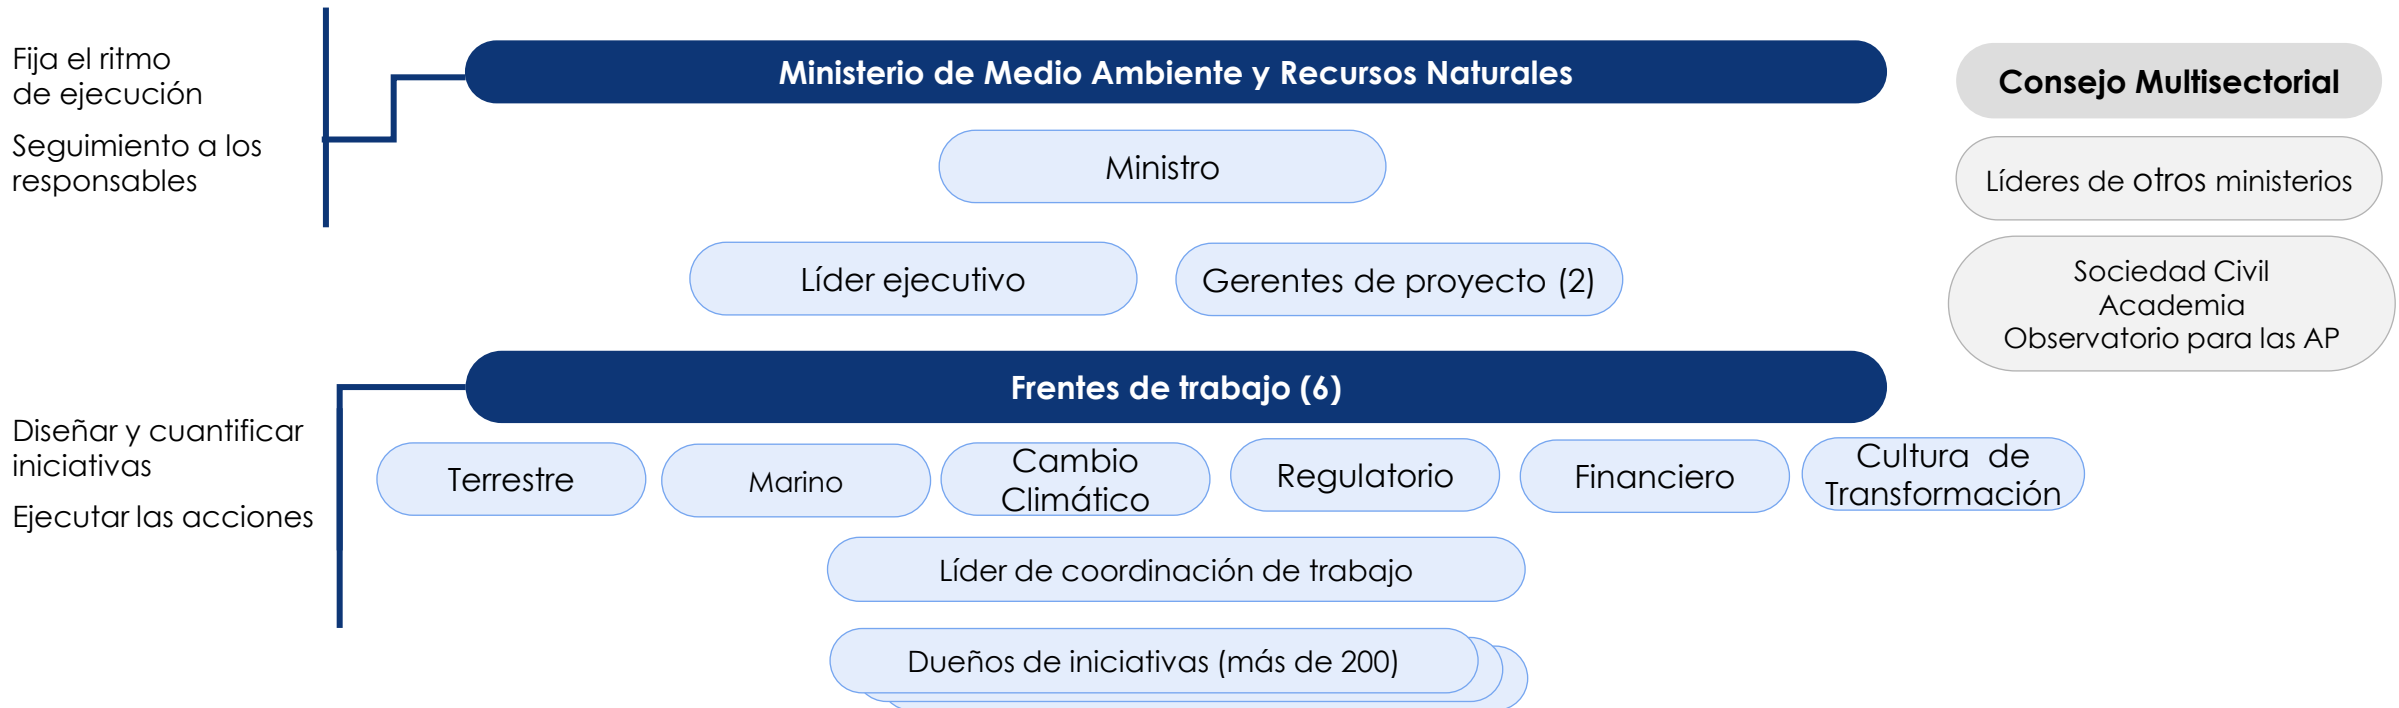 Fija el ritmo
de ejecución
Seguimiento a los
responsables
Ministerio de Medio Ambiente y Recursos Naturales
Ministro
Líder ejecutivo
Gerentes de proyecto (2)
Consejo Multisectorial
Líderes de otros ministerios
Sociedad Civil
Academia
Observatorio para las AP
Diseñar y cuantificar
iniciativas
Ejecutar las acciones
Frentes de trabajo (6)
Terrestre
Marino
Cambio
Climático
Regulatorio
Financiero
Cultura de
Transformación
Líder de coordinación de trabajo
Dueños de iniciativas (más de 200)